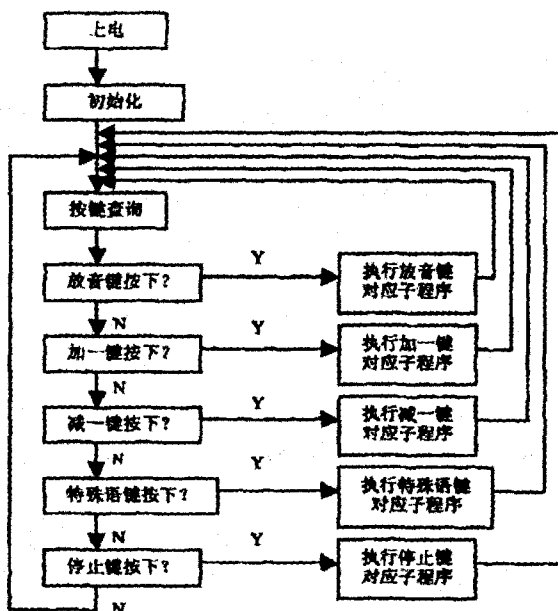 上电
初始化
按键查询
放音键按下？
Y
执行放音键
对应子程序
N
加一键按下？
Y
执行加一键
对应子程序
N
减一键按下？
Y
执行减一键
对应子程序
N
特殊语键按下？
Y
执行特殊语键
对应子程序
N
停止键按下？
Y
执行停止键
对应子程序
N